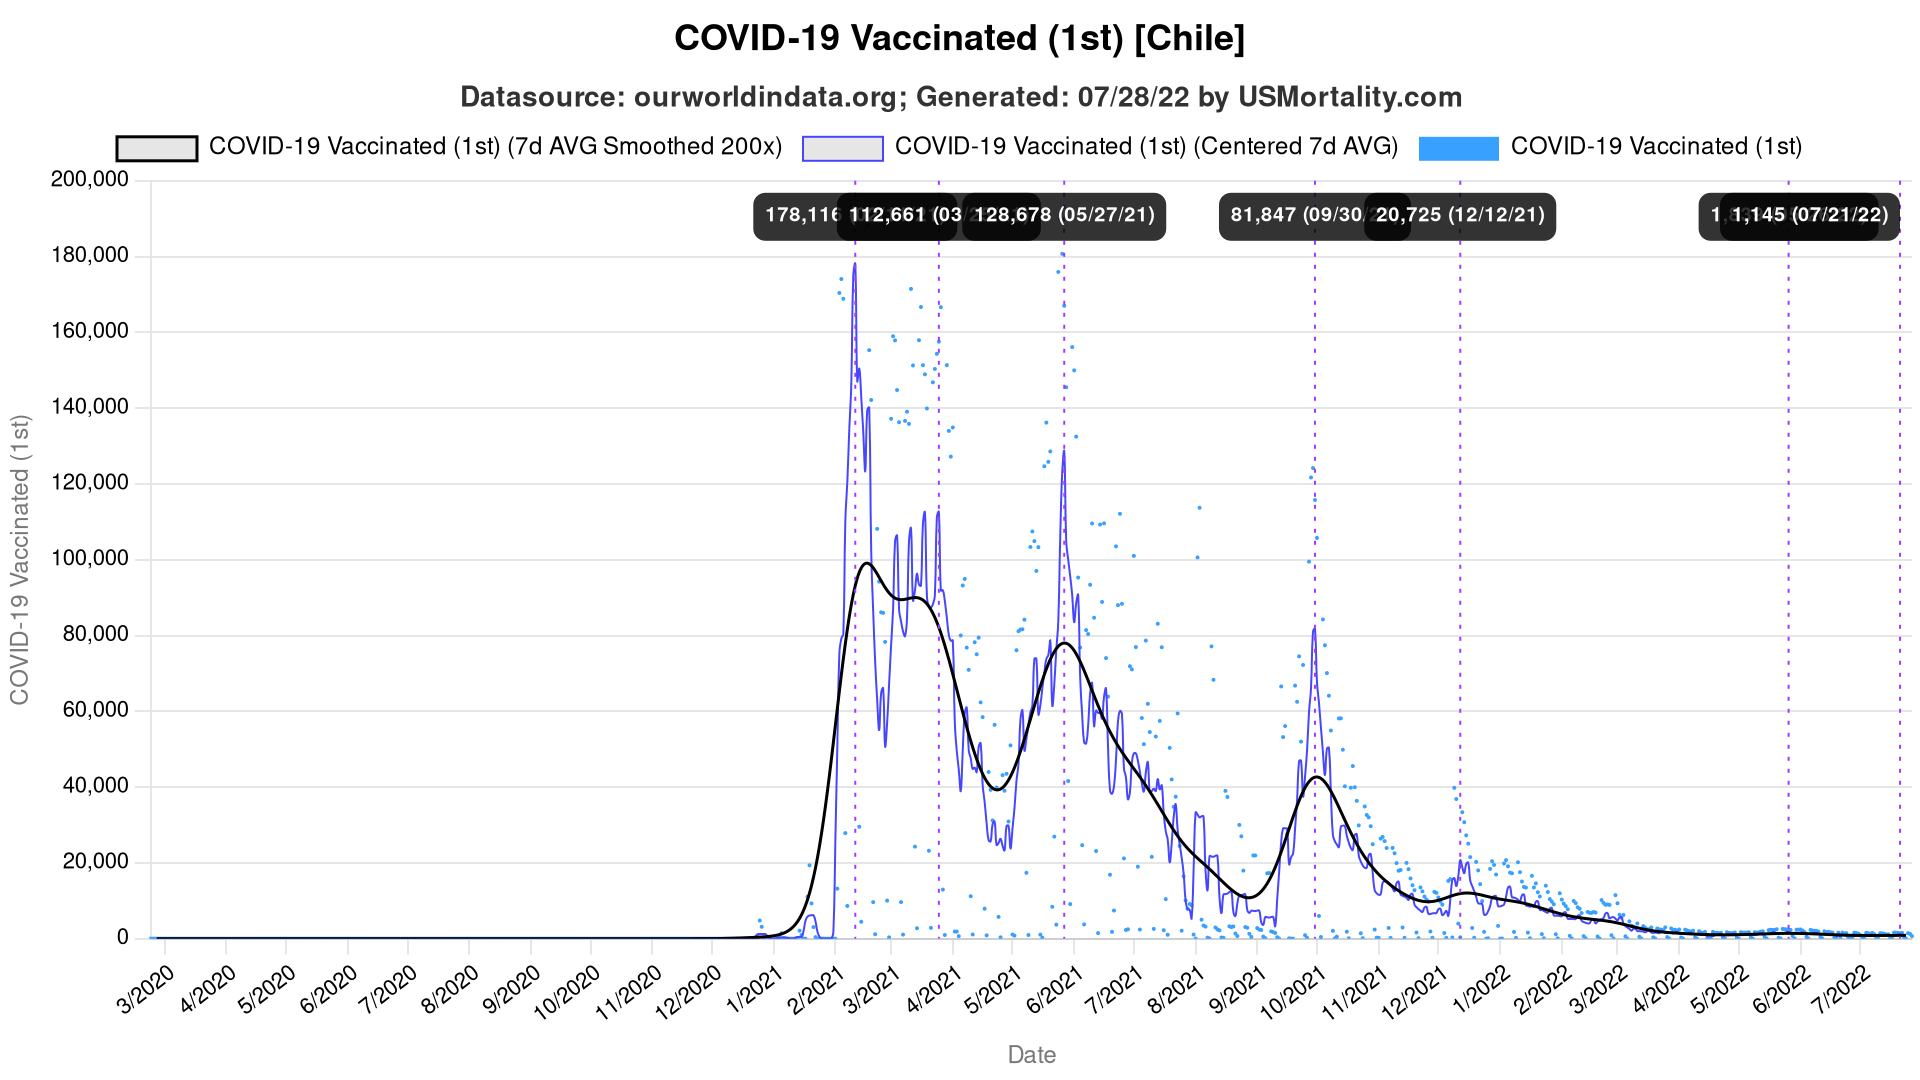 COVID-19 Vaccinated (1st) [Chile]
Datasource: ourworldindata.org; Generated: 07/28/22 by USMortality.com
COVID-19 Vaccinated (1st) (7d AVG Smoothed 200x) COVID-19 Vaccinated (1st) (Centered 7d AVG) COVID-19 Vaccinated (1st)
178,116 112,661 (03 128,678 (05/27/21) 81,847 (09/30/ 20,725 (12/12/21) 1,145 (07/21/22)
200,000
180,000
160,000
140,000
120,000
100,000
80,000
60,000
40,000
20,000
0
COVID-19 Vaccinated (1st)
3/2020 4/2020 5/2020 6/2020 7/2020 8/2020 9/2020 10/2020 11/2020 12/2020 1/2021 2/2021 3/2021 4/2021 5/2021 6/2021 7/2021 8/2021 9/2021 10/2021 11/2021 12/2021 1/2022 2/2022 3/2022 4/2022 5/2022 6/2022 7/2022
Date